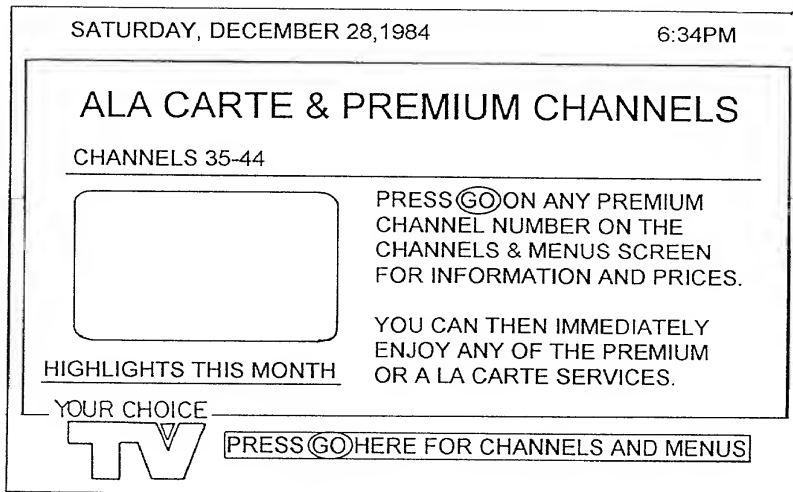 SATURDAY, DECEMBER 28,1984 6:34PM
ALA CARTE & PREMIUM CHANNELS
CHANNELS 35-44
PRESS GO ON ANY PREMIUM
CHANNEL NUMBER ON THE
CHANNELS & MENUS SCREEN
FOR INFORMATION AND PRICES.
YOU CAN THEN IMMEDIATELY
ENJOY ANY OF THE PREMIUM
OR A LA CARTE SERVICES.
HIGHLIGHTS THIS MONTH
YOUR CHOICE
TV
PRESS GO HERE FOR CHANNELS AND MENUS